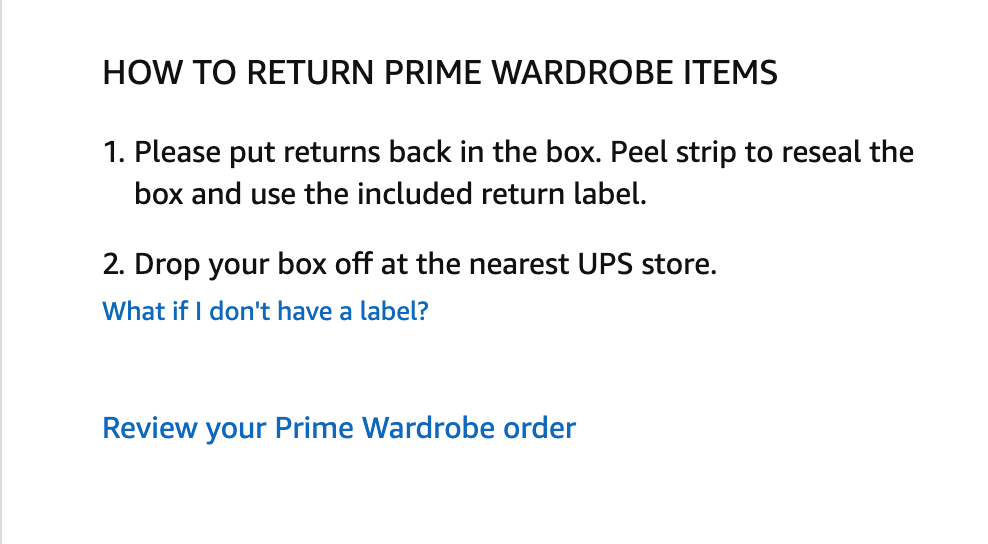 HOW TO RETURN PRIME WARDROBE ITEMS
1. Please put returns back in the box. Peel strip to reseal the
box and use the included return label.
2. Drop your box off at the nearest UPS store.
What if I don't have a label?
Review your Prime Wardrobe order